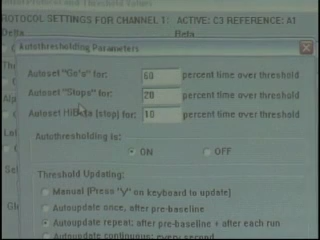 ROTOCOL SETTINGS FOR CHANNEL 1: ACTIVE: C3 REFERENCE: A1
Delta Beta
Autothresholding Parameters
Autoset "Go's" for: 60 percent time over threshold
Autoset "Stops" for: 20 percent time over threshold
Autoset HiBeta (stop) for: 10 percent time over threshold
Autothresholding is:
ON OFF
Threshold Updating:
Manual (Press "V" on keyboard to update)
Autoupdate once, after pre-baseline
Autoupdate repeat; after pre-baseline + after each run
Autoupdate continuous; every second